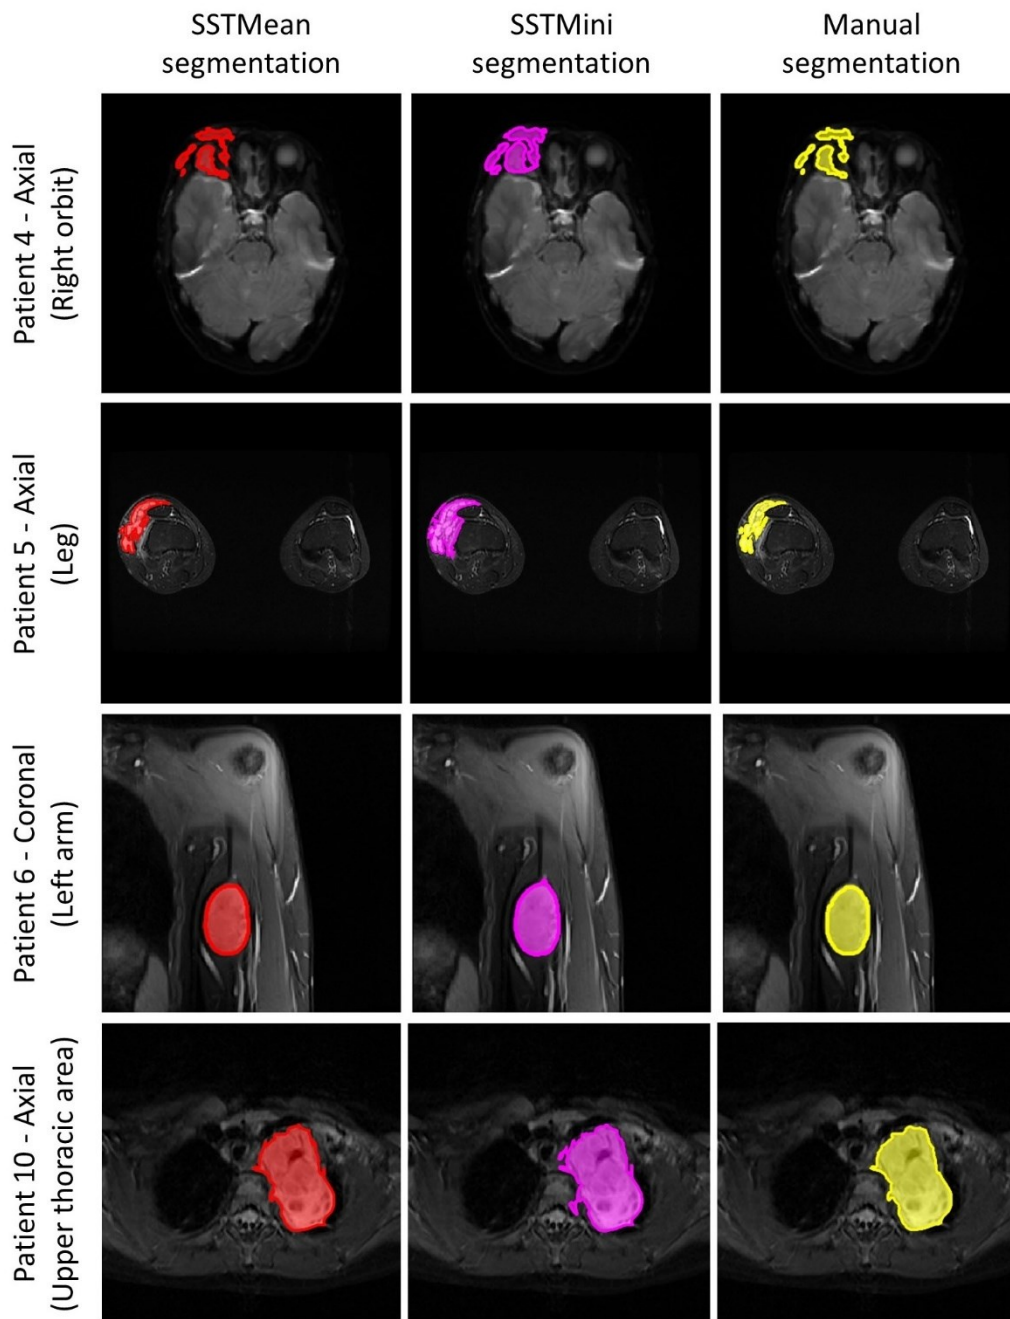 SSTMean
segmentation
SSTMini
segmentation
Manual
segmentation
Patient 4 - Axial
(Right orbit)
Patient 5 - Axial
(Leg)
Patient 6 - Coronal
(Left arm)
Patient 10 - Axial
(Upper thoracic area)